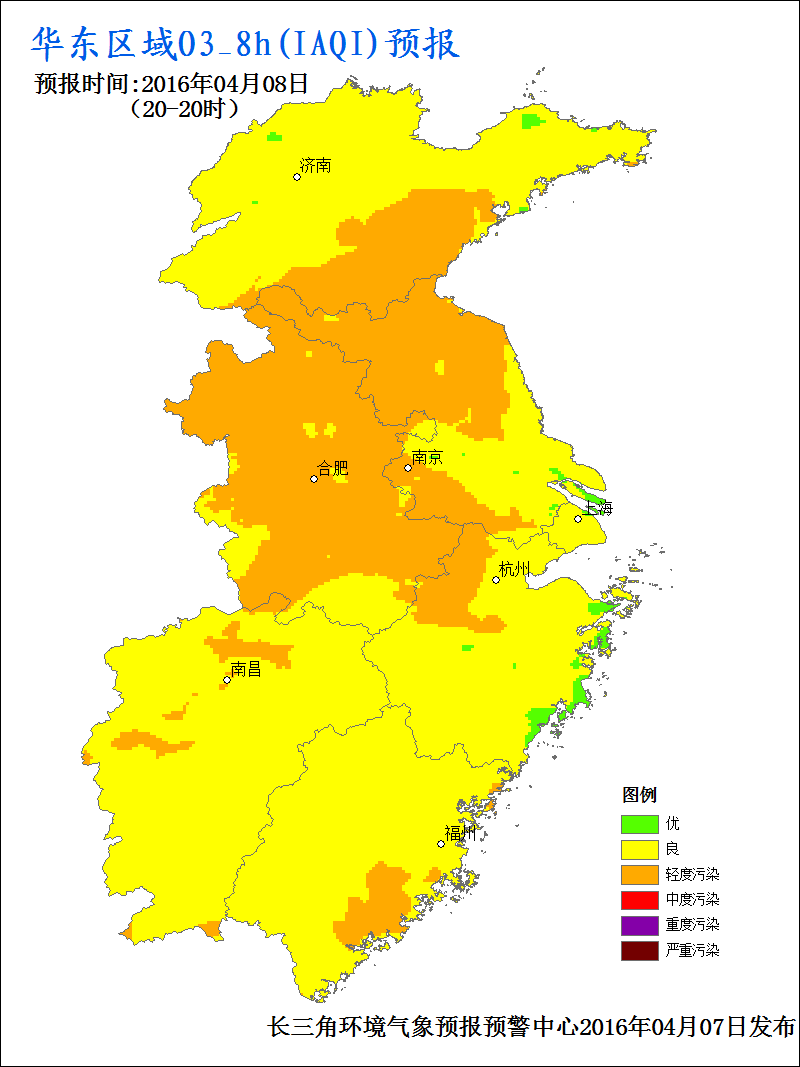 华东区域O3_8h(IAQI)预报
预报时间:2016年04月08日
（20-20时）
济南
合肥
南京
上海
杭州
南昌
福州
图例
优
良
轻度污染
中度污染
重度污染
严重污染
长三角环境气象预报预警中心2016年04月07日发布